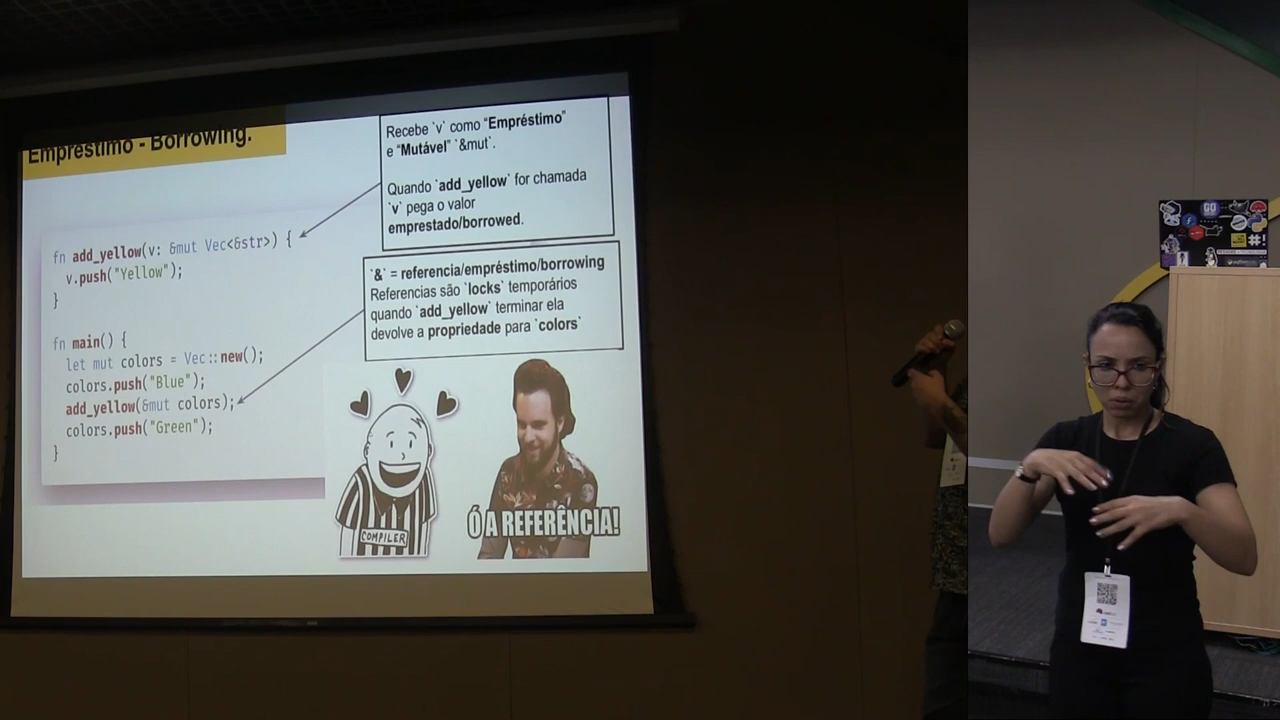 Empréstimo - Borrowing.
Recebe `v` como “Empréstimo”
e “Mutável” `&mut`.
Quando `add_yellow` for chamada
`v` pega o valor
emprestado/borrowed.
fn add_yellow(v: &mut Vec<&str>) {
v.push("Yellow");
}
`&` = referencia/empréstimo/borrowing
Referencias são `locks` temporários
quando `add_yellow` terminar ela
devolve a propriedade para `colors`
fn main() {
let mut colors = Vec::new();
colors.push("Blue");
add_yellow(&mut colors);
colors.push("Green");
}
COMPILER
Ó A REFERÊNCIA!
GO
#!